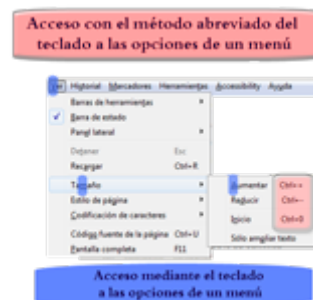 Acceso con el método abreviado del
teclado a las opciones de un menú
Ver Historial Marcadores Herramientas Accessibility Ayuda
Barras de herramientas
Barra de estado
Panel lateral
Detener Esc
Recargar Ctrl+R
Tamaño
Aumentar Ctrl++
Estilo de página
Reducir Ctrl+-
Codificación de caracteres
Inicio Ctrl+0
Código fuente de la página Ctrl+U
Sólo ampliar texto
Pantalla completa F11
Acceso mediante el teclado
a las opciones de un menú